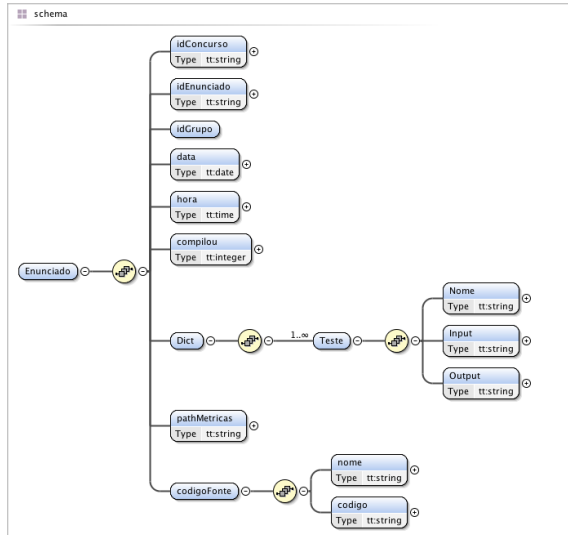 schema
idConcurso
Type tt:string
idEnunciado
Type tt:string
idGrupo
data
Type tt:date
hora
Type tt:time
compilou
Type tt:integer
Enunciado
Dict
1..∞
Teste
Nome
Type tt:string
Input
Type tt:string
Output
Type tt:string
pathMetricas
Type tt:string
codigoFonte
nome
Type tt:string
codigo
Type tt:string